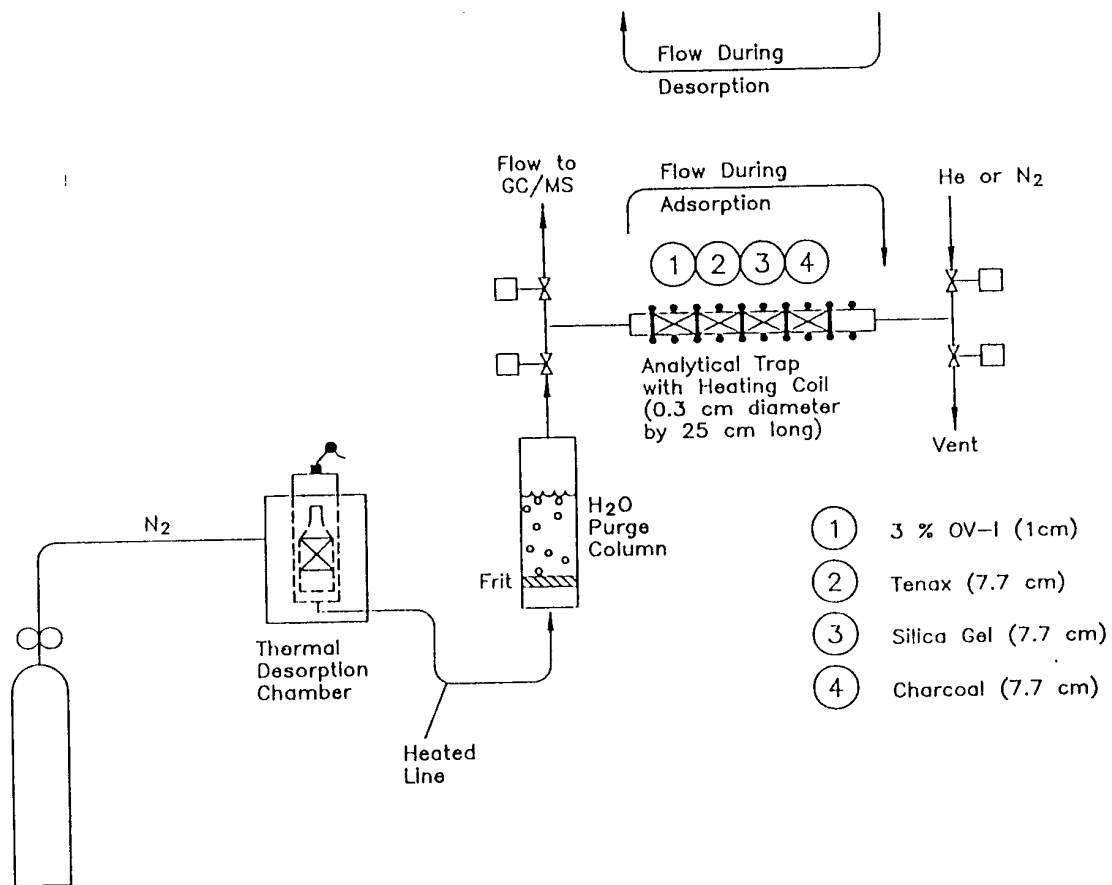 Flow During
Desorption
Flow to
GC/MS
Flow During
Adsorption
He or N2
1 2 3 4
Analytical Trap
with Heating Coil
(0.3 cm diameter
by 25 cm long)
Vent
H2O
Purge
Column
N2
Frit
Thermal
Desorption
Chamber
Heated
Line
1 3 % OV-I (1cm)
2 Tenax (7.7 cm)
3 Silica Gel (7.7 cm)
4 Charcoal (7.7 cm)